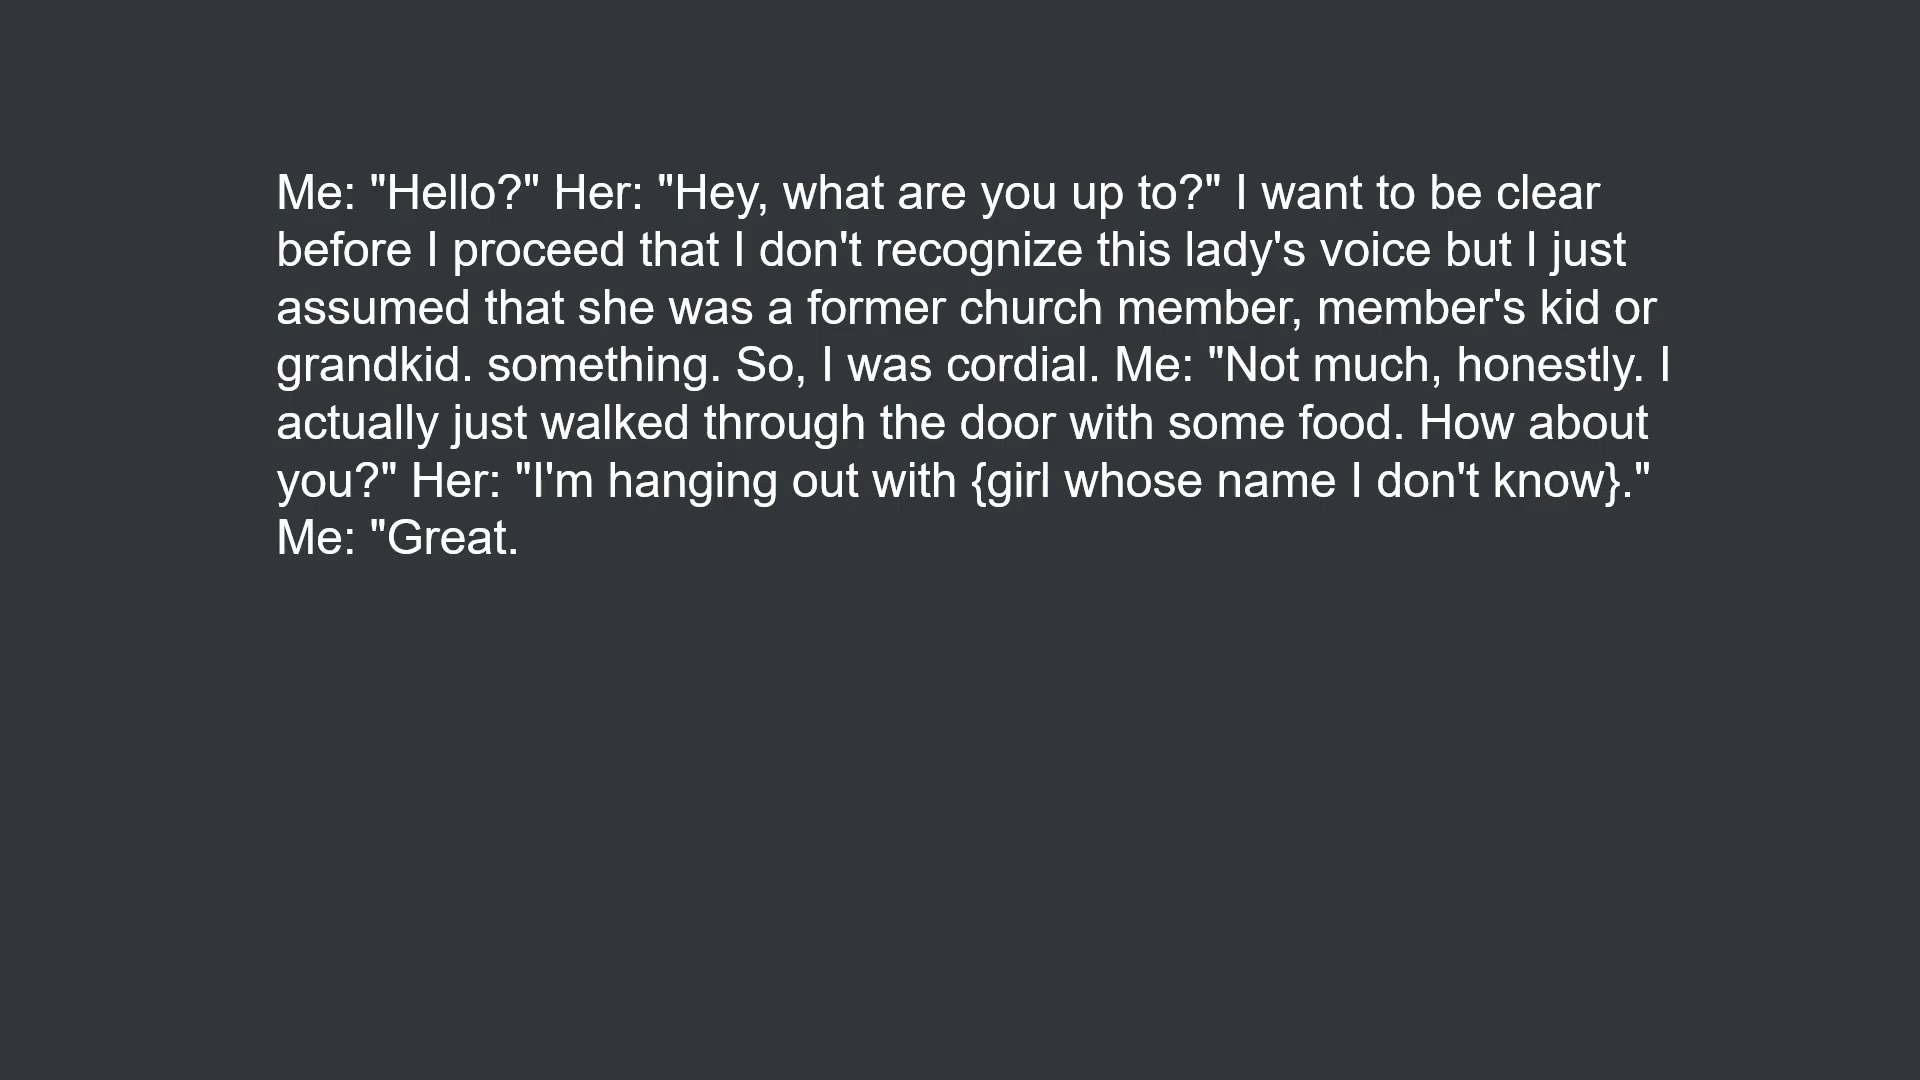 Me: "Hello?" Her: "Hey, what are you up to?" I want to be clear
before I proceed that I don't recognize this lady's voice but I just
assumed that she was a former church member, member's kid or
grandkid. something. So, I was cordial. Me: "Not much, honestly. I
actually just walked through the door with some food. How about
you?" Her: "I'm hanging out with {girl whose name I don't know}."
Me: "Great.